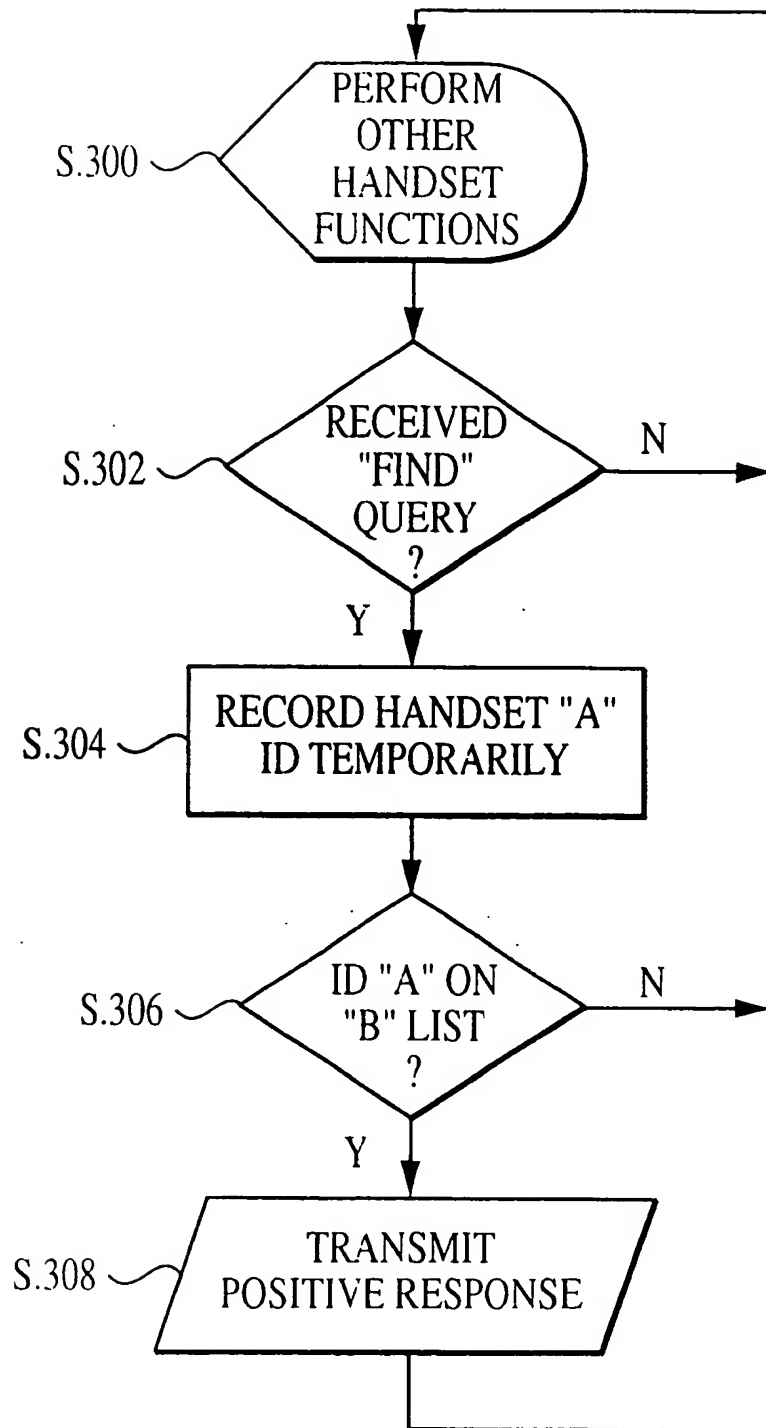 PERFORM
OTHER
HANDSET
FUNCTIONS
S.300
RECEIVED
"FIND"
QUERY
?
S.302
N
Y
RECORD HANDSET "A"
ID TEMPORARILY
S.304
ID "A" ON
"B" LIST
?
S.306
N
Y
TRANSMIT
POSITIVE RESPONSE
S.308